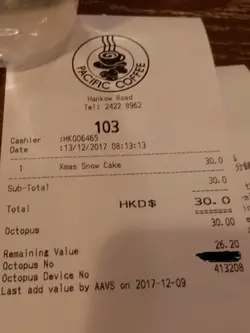 PACIFIC COFFEE
Hankow Road
Tel: 2422 8962
103
Cashier :HK006465
Date :13/12/2017 08:13:13
1 Xmas Snow Cake 30.0
Sub-Total 30.0
Total HKD$ 30.0
Octopus 30.00
Remaining Value 26.20
Octopus No
Octopus Device No 413208
Last add value by AAVS on 2017-12-09